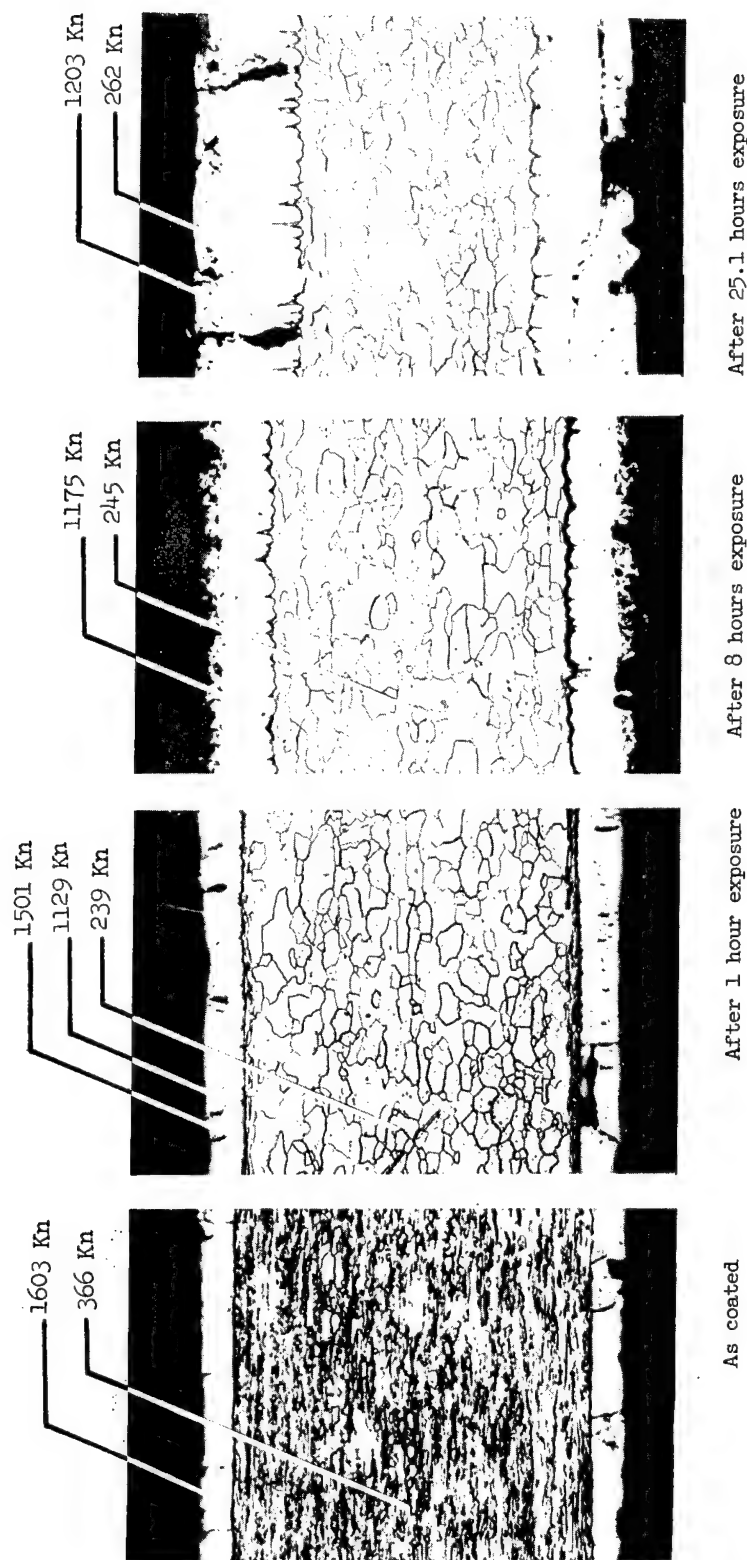 1603 Kn
366 Kn
As coated
1501 Kn
1129 Kn
239 Kn
After 1 hour exposure
1175 Kn
245 Kn
After 8 hours exposure
1203 Kn
262 Kn
After 25.1 hours exposure